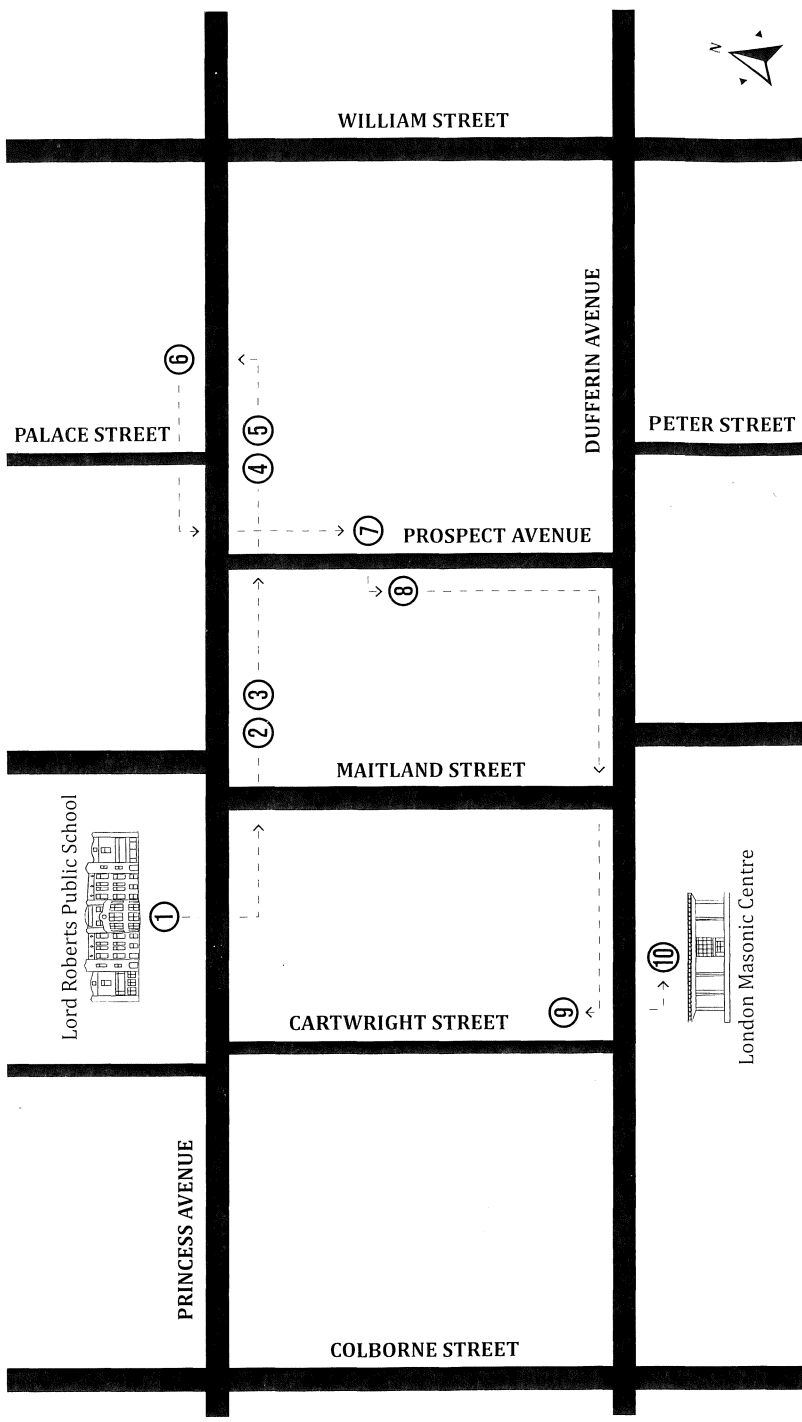 N
WILLIAM STREET
DUFFERIN AVENUE
6
PALACE STREET
5
PETER STREET
4
7
PROSPECT AVENUE
8
3
2
MAITLAND STREET
Lord Roberts Public School
1
London Masonic Centre
10
9
CARTWRIGHT STREET
PRINCESS AVENUE
COLBORNE STREET